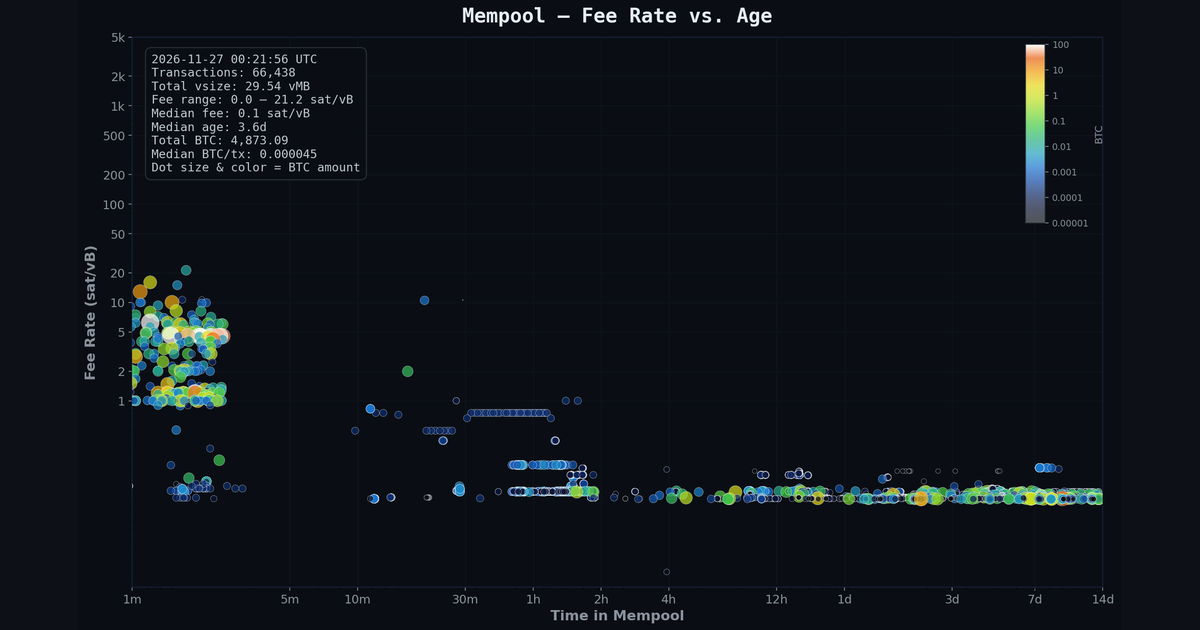 Mempool — Fee Rate vs. Age
2026-11-27 00:21:56 UTC
Transactions: 66,438
Total vsize: 29.54 vMB
Fee range: 0.0 — 21.2 sat/vB
Median fee: 0.1 sat/vB
Median age: 3.6d
Total BTC: 4,873.09
Median BTC/tx: 0.000045
Dot size & color = BTC amount
Fee Rate (sat/vB)
5k
2k
1k
500
200
100
50
20
10
5
2
1
100
10
1
0.1
0.01
0.001
0.0001
0.00001
BTC
1m
5m
10m
30m
1h
2h
4h
12h
1d
3d
7d
14d
Time in Mempool